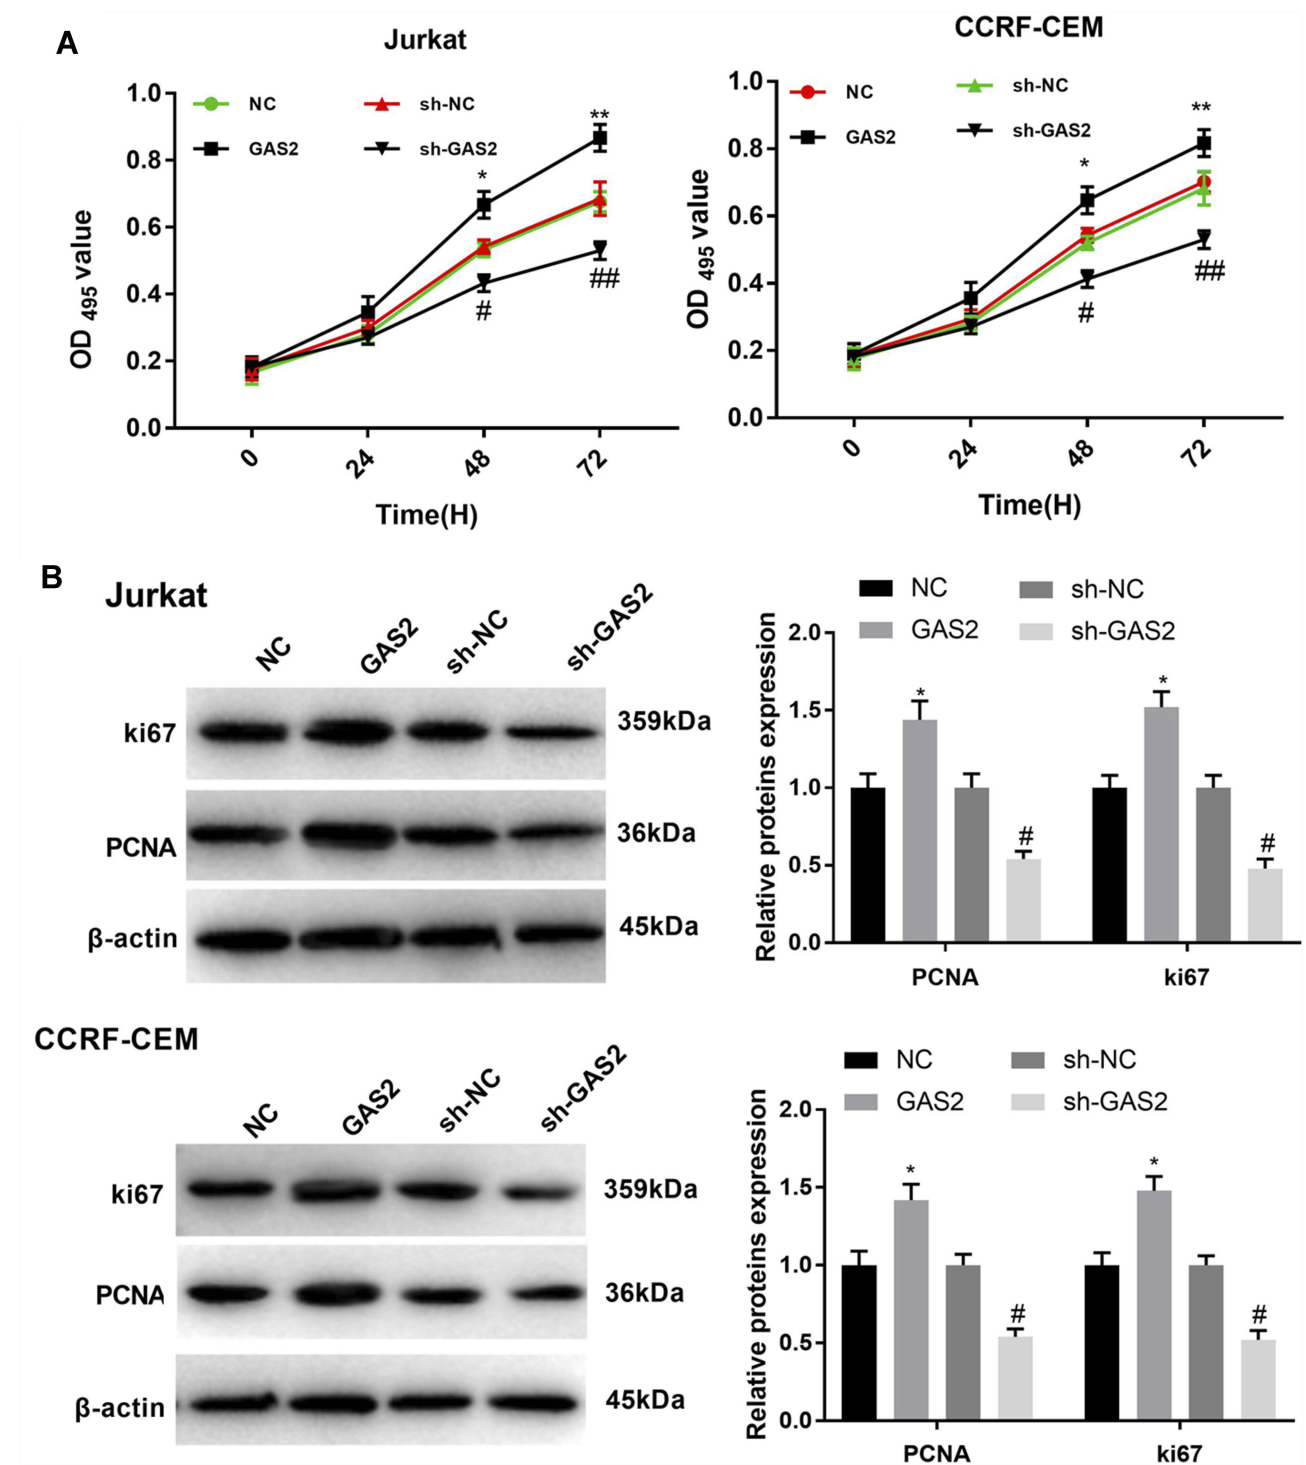 A
Jurkat
NC
sh-NC
GAS2
sh-GAS2
1.0
0.8
0.6
0.4
0.2
0.0
OD 495 value
*
**
#
##
0
24
48
72
Time(H)
CCRF-CEM
NC
sh-NC
GAS2
sh-GAS2
1.0
0.8
0.6
0.4
0.2
0.0
OD 495 value
*
**
#
##
0
24
48
72
Time(H)
B
Jurkat
NC
GAS2
sh-NC
sh-GAS2
ki67
359kDa
PCNA
36kDa
β-actin
45kDa
NC
sh-NC
GAS2
sh-GAS2
2.0
1.5
1.0
0.5
0.0
Relative proteins expression
*
#
*
#
PCNA
ki67
CCRF-CEM
NC
GAS2
sh-NC
sh-GAS2
ki67
359kDa
PCNA
36kDa
β-actin
45kDa
NC
sh-NC
GAS2
sh-GAS2
2.0
1.5
1.0
0.5
0.0
Relative proteins expression
*
#
*
#
PCNA
ki67